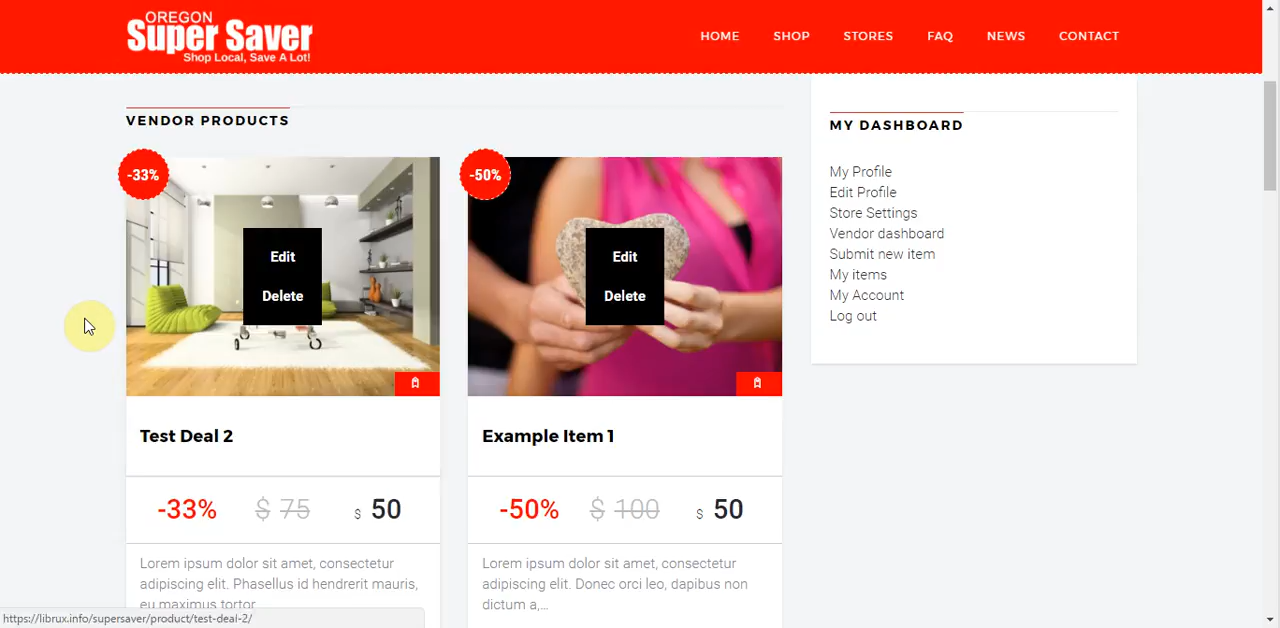 OREGON
Super Saver
Shop Local, Save A Lot!
HOME SHOP STORES FAQ NEWS CONTACT
VENDOR PRODUCTS
-33%
Edit
Delete
Test Deal 2
-33% $ 75 $ 50
Lorem ipsum dolor sit amet, consectetur
adipiscing elit. Phasellus id hendrerit mauris,
eu maximus tortor
-50%
Edit
Delete
Example Item 1
-50% $ 100 $ 50
Lorem ipsum dolor sit amet, consectetur
adipiscing elit. Donec orci leo, dapibus non
dictum a,...
MY DASHBOARD
My Profile
Edit Profile
Store Settings
Vendor dashboard
Submit new item
My items
My Account
Log out
https://librux.info/supersaver/product/test-deal-2/